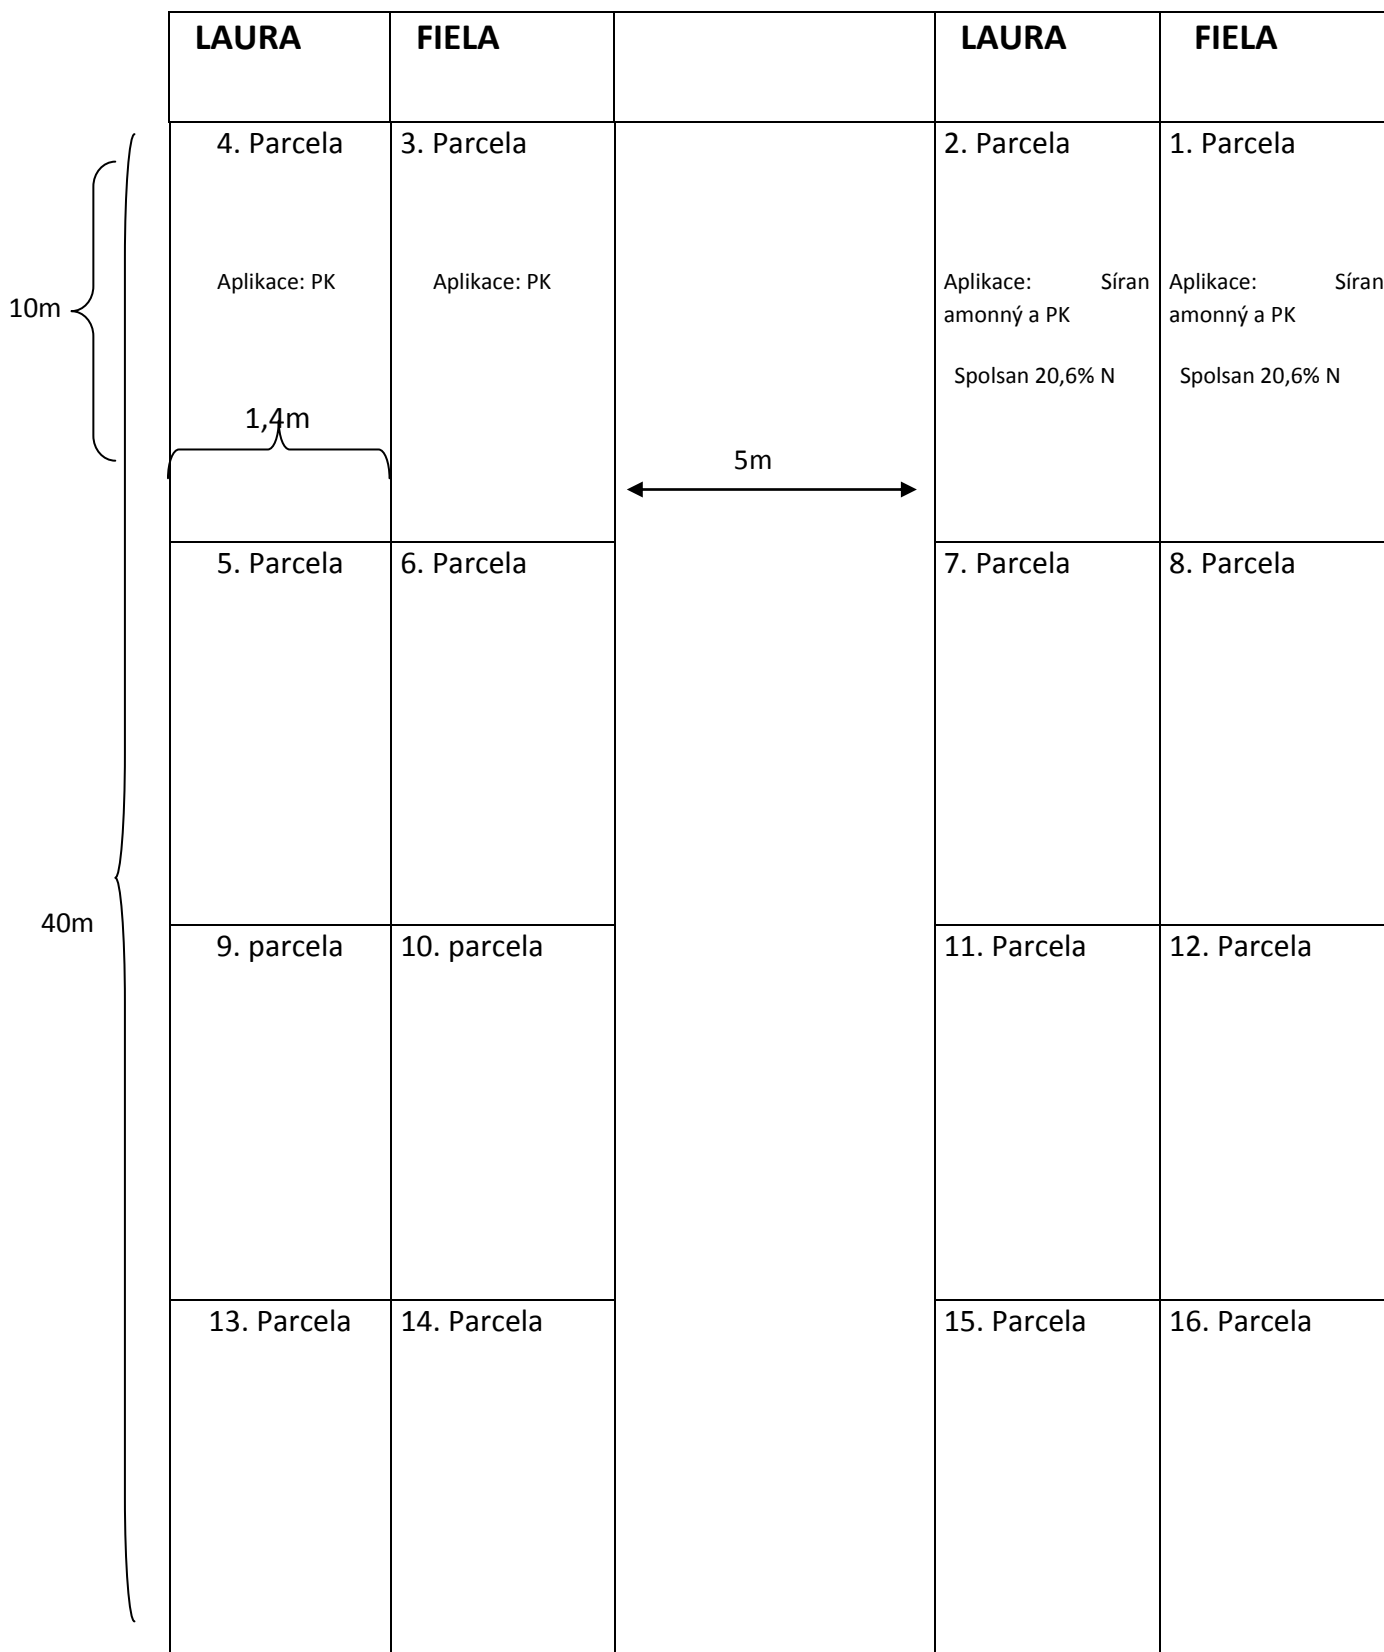 LAURA FIELA LAURA FIELA
4. Parcela 3. Parcela 2. Parcela 1. Parcela
Aplikace: PK Aplikace: PK Aplikace: Síran Aplikace: Síran
10m amonný a PK amonný a PK
Spolsan 20,6% N Spolsan 20,6% N
1,4m
5m
5. Parcela 6. Parcela 7. Parcela 8. Parcela
40m
9. parcela 10. parcela 11. Parcela 12. Parcela
13. Parcela 14. Parcela 15. Parcela 16. Parcela